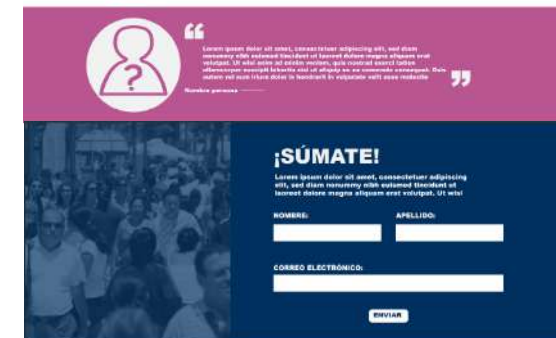 ?
“
Lorem ipsum dolor sit amet, consectetuer adipiscing elit, sed diam
nonummy nibh euismod tincidunt ut laoreet dolore magna aliquam erat
volutpat. Ut wisi enim ad minim veniam, quis nostrud exerci tation
ullamcorper suscipit lobortis nisl ut aliquip ex ea commodo consequat. Duis
autem vel eum iriure dolor in hendrerit in vulputate velit esse molestie
”
Nombre persona
¡SÚMATE!
Lorem ipsum dolor sit amet, consectetuer adipiscing
elit, sed diam nonummy nibh euismod tincidunt ut
laoreet dolore magna aliquam erat volutpat. Ut wisi
NOMBRE:
APELLIDO:
CORREO ELECTRÓNICO:
ENVIAR